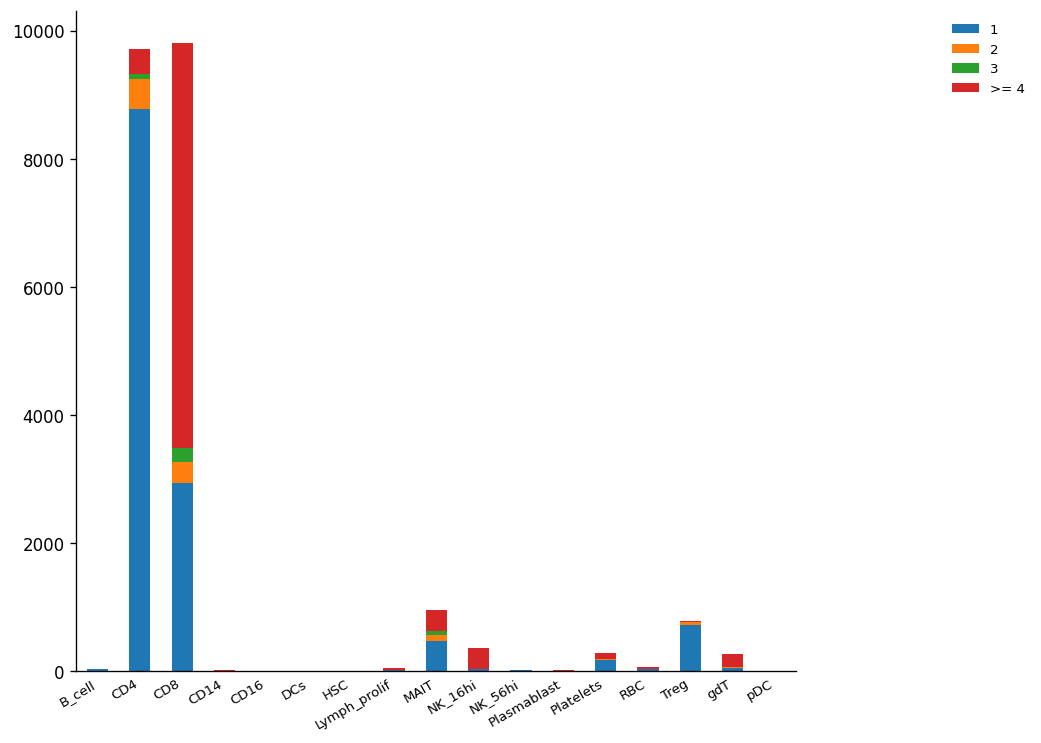 10000
8000
6000
4000
2000
0
B_cell
CD4
CD8
CD14
CD16
DCs
HSC
Lymph_prolif
MAIT
NK_16hi
NK_56hi
Plasmablast
Platelets
RBC
Treg
gdT
pDC
1
2
3
>= 4